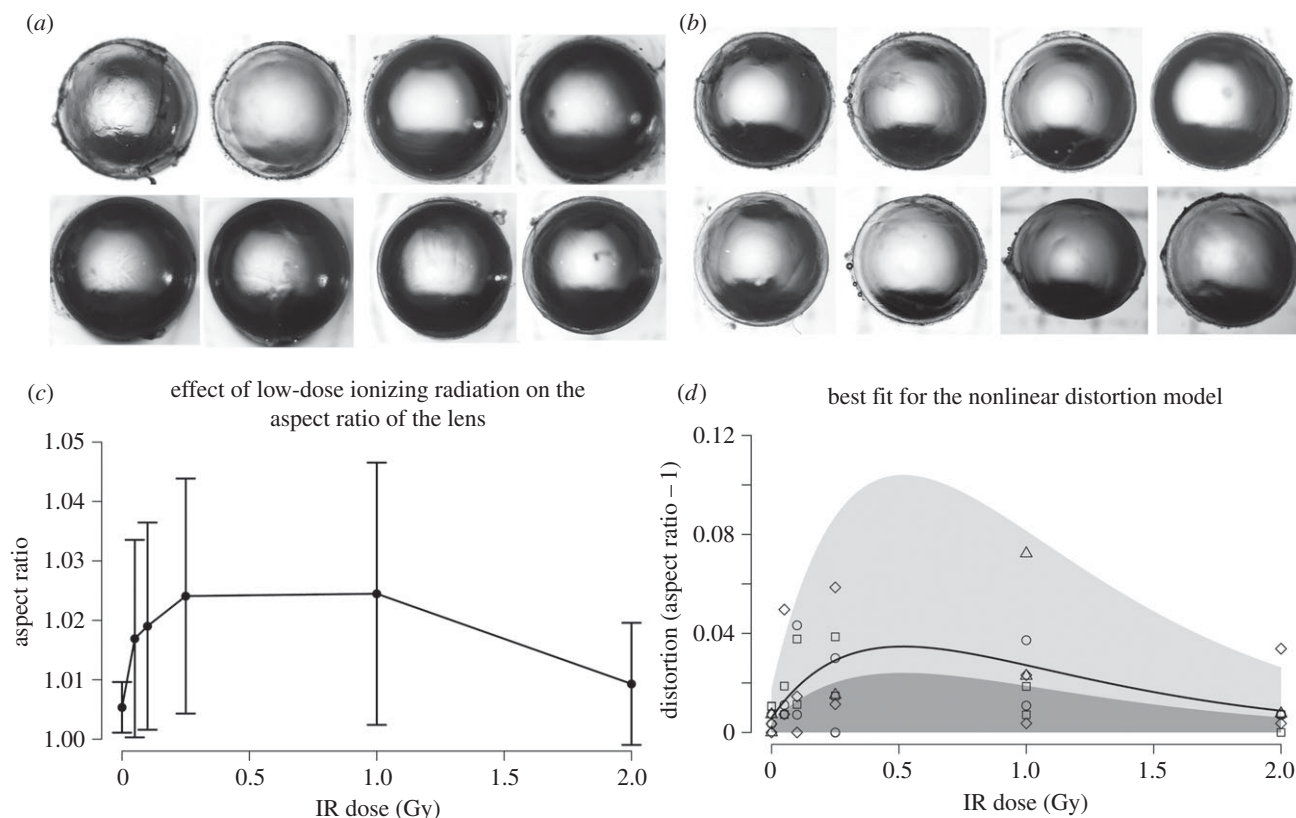 (a)
(b)
(c)
effect of low-dose ionizing radiation on the
aspect ratio of the lens
1.05
1.04
1.03
1.02
1.01
1.00
aspect ratio
0
0.5
1.0
1.5
2.0
IR dose (Gy)
(d)
best fit for the nonlinear distortion model
0.12
0.08
0.04
0
distortion (aspect ratio – 1)
0
0.5
1.0
1.5
2.0
IR dose (Gy)